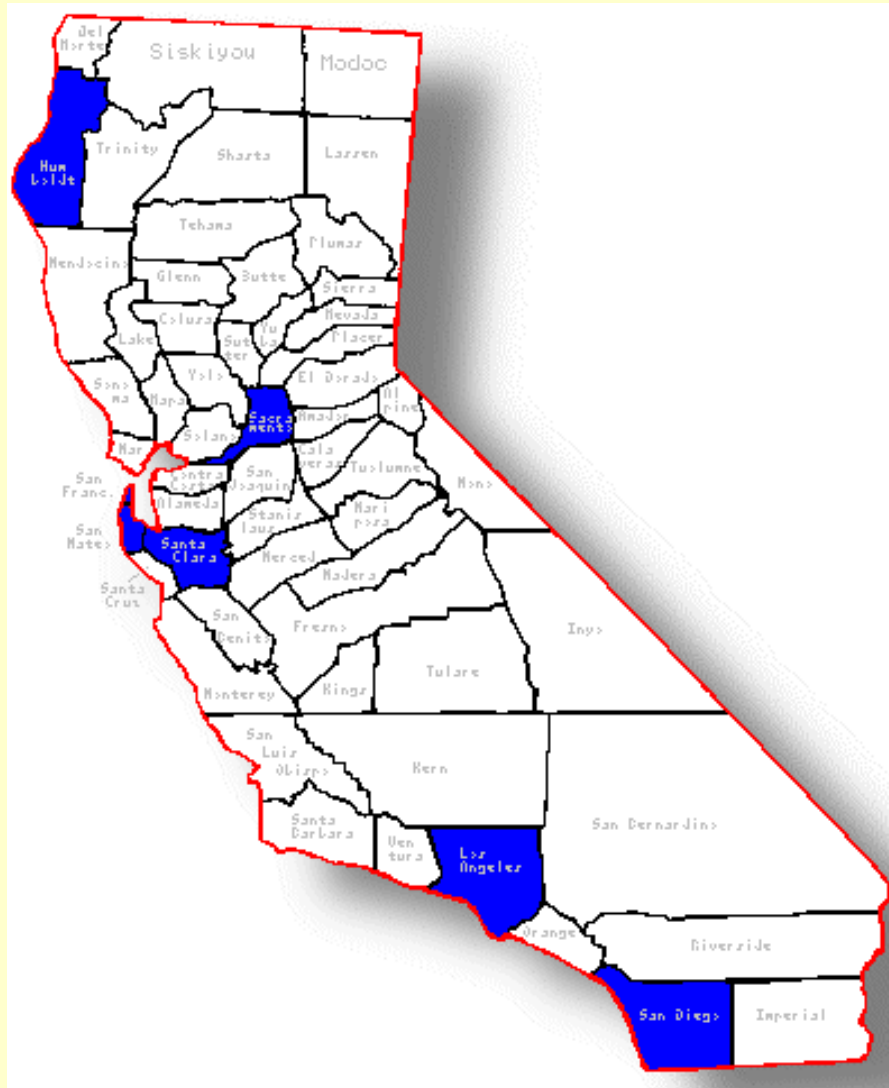 Del
Norte
Siskiyou
Modoc
Hum
boldt
Trinity
Shasta
Lassen
Tehama
Plumas
Mendocino
Glenn
Butte
Sierra
Colusa
Nevada
Lake
Sut
ter
Yu
ba
Placer
Sono
ma
Napa
Yolo
El Dorado
Al
pine
Sacra
mento
Amador
Solano
Mar
Cala
veras
Tuolumne
Mono
San
Franc.
Contra
Costa
San
Joaquin
Alameda
Stanis
laus
Mari
posa
San
Mateo
Santa
Clara
Merced
Madera
Santa
Cruz
San
Benito
Fresno
Inyo
Monterey
Kings
Tulare
San
Luis
Obispo
Kern
Santa
Barbara
Ven
tura
Los
Angeles
San Bernardino
Orange
Riverside
San Diego
Imperial